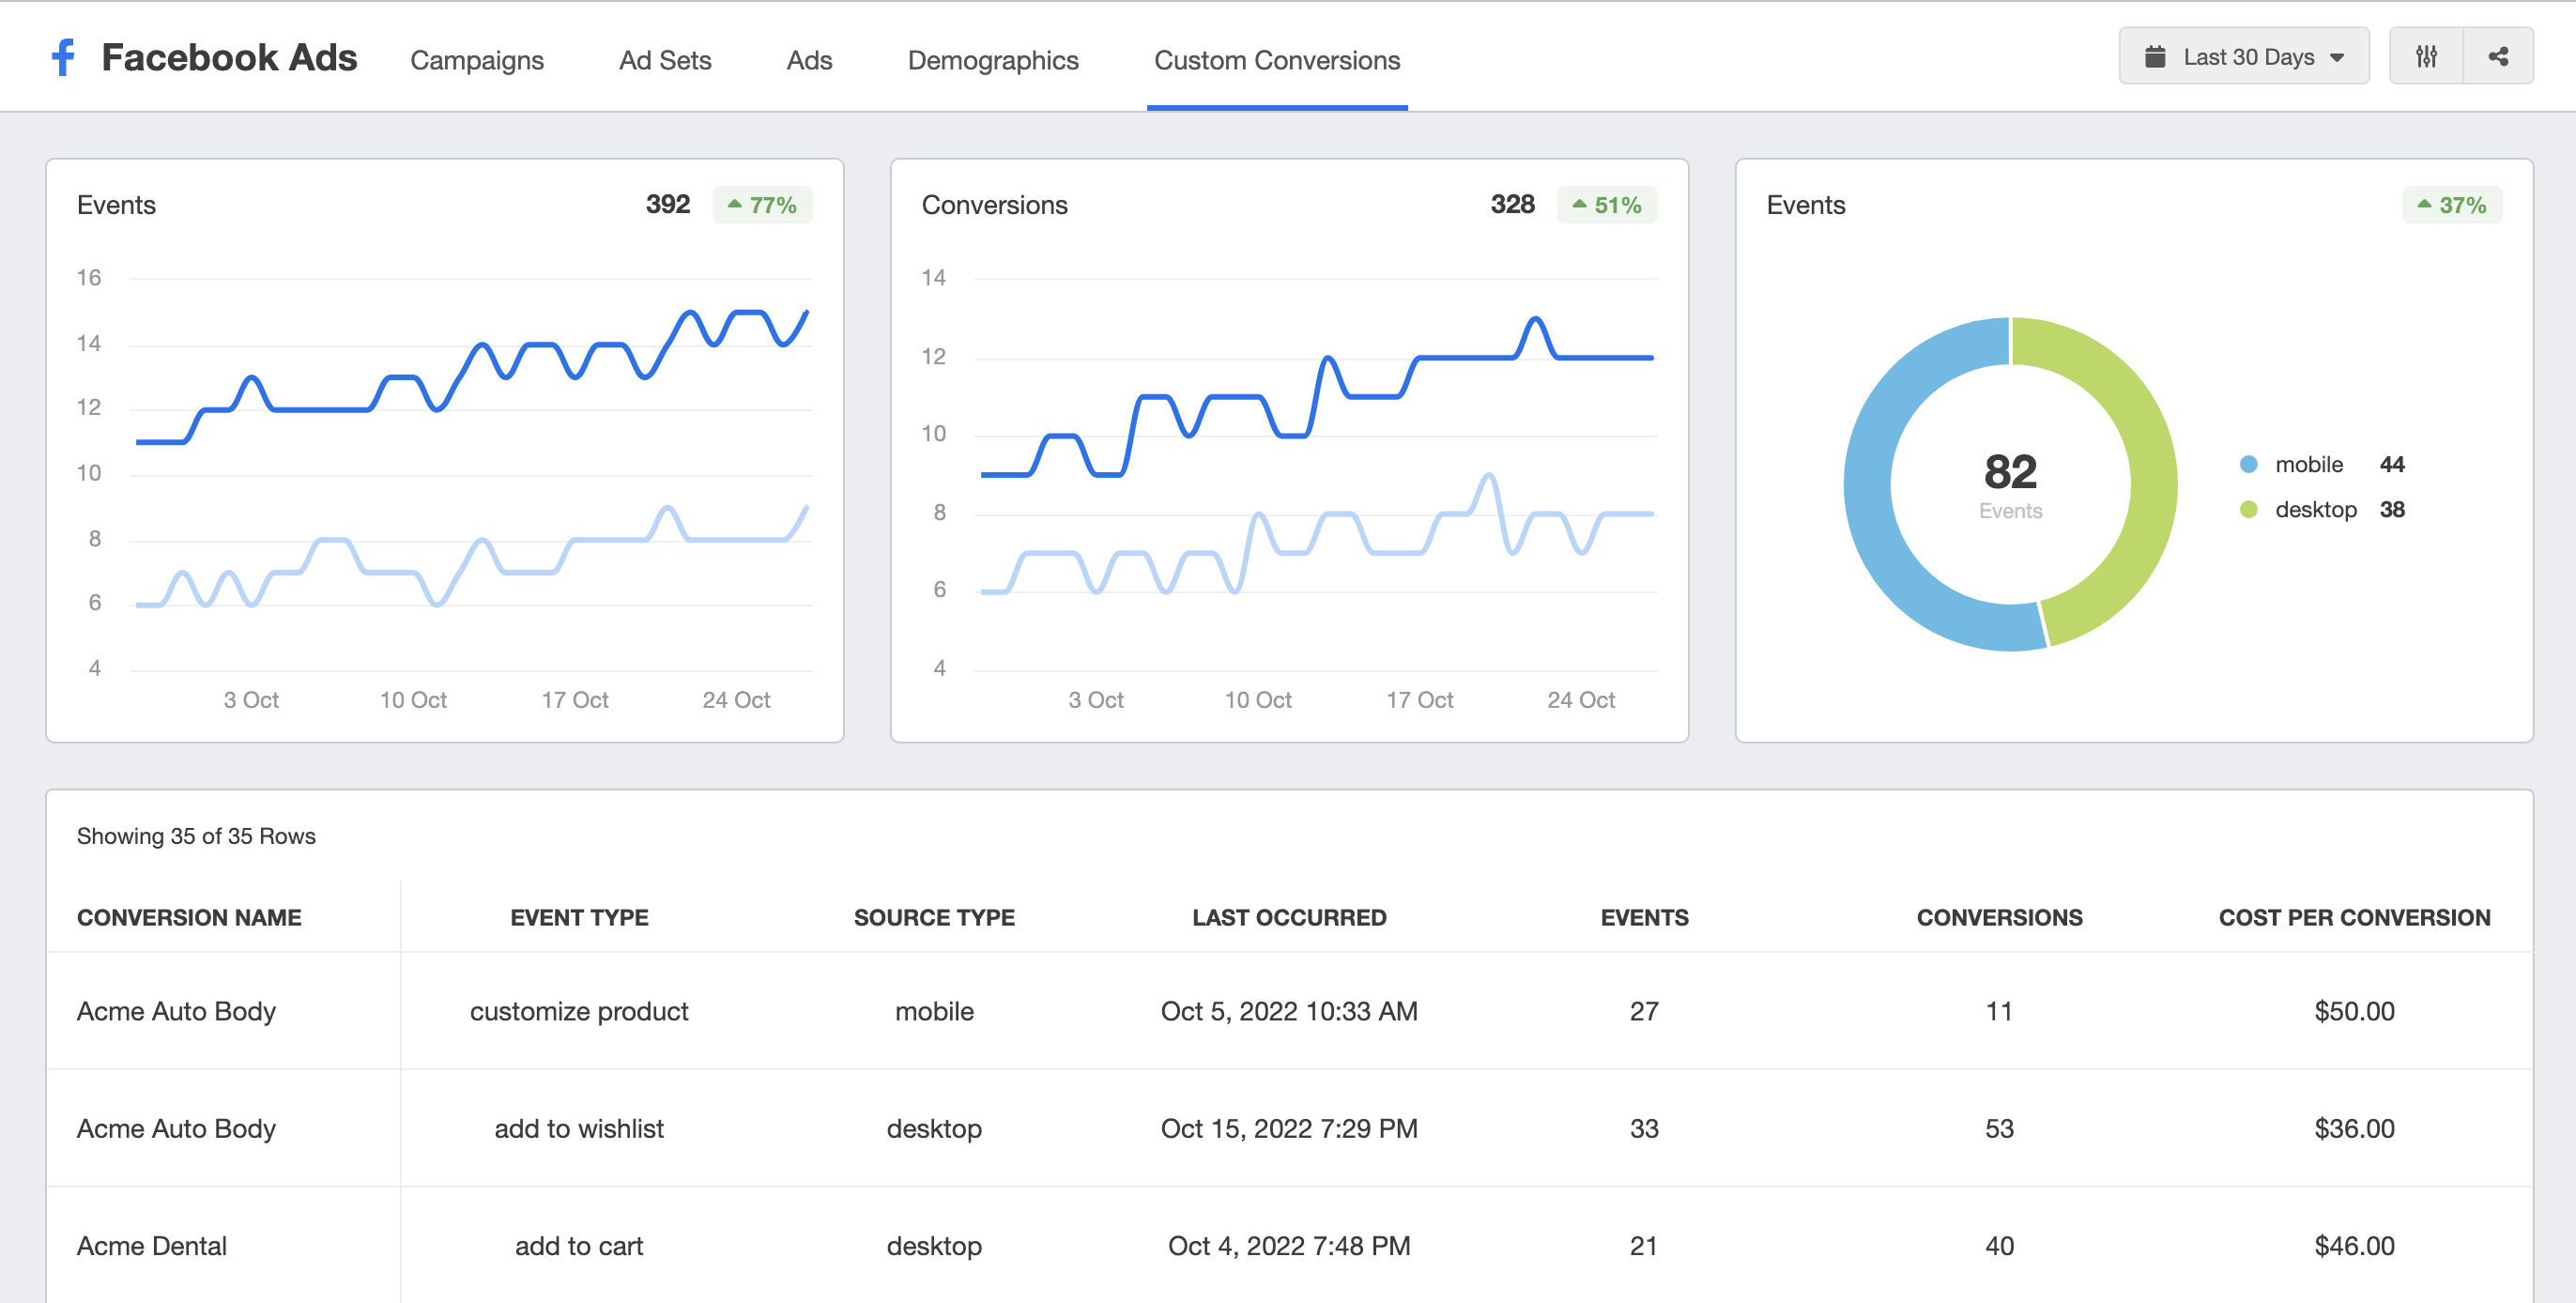 Facebook Ads Campaigns Ad Sets Ads Demographics Custom Conversions Last 30 Days
Events 392 77%
16
14
12
10
8
6
4
3 Oct 10 Oct 17 Oct 24 Oct
Conversions 328 51%
14
12
10
8
6
4
3 Oct 10 Oct 17 Oct 24 Oct
Events 37%
82
Events
mobile 44
desktop 38
Showing 35 of 35 Rows
CONVERSION NAME EVENT TYPE SOURCE TYPE LAST OCCURRED EVENTS CONVERSIONS COST PER CONVERSION
Acme Auto Body customize product mobile Oct 5, 2022 10:33 AM 27 11 $50.00
Acme Auto Body add to wishlist desktop Oct 15, 2022 7:29 PM 33 53 $36.00
Acme Dental add to cart desktop Oct 4, 2022 7:48 PM 21 40 $46.00